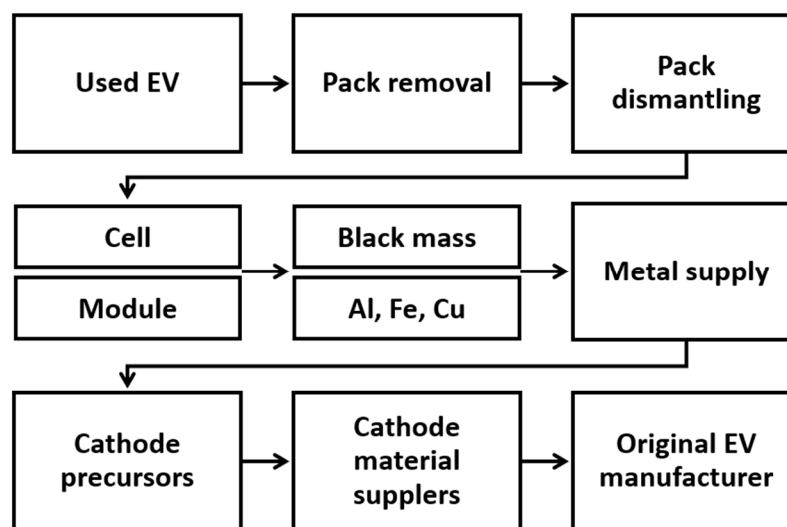 Used EV
Pack removal
Pack
dismantling
Cell
Module
Black mass
Al, Fe, Cu
Metal supply
Cathode
precursors
Cathode
material
supplers
Original EV
manufacturer